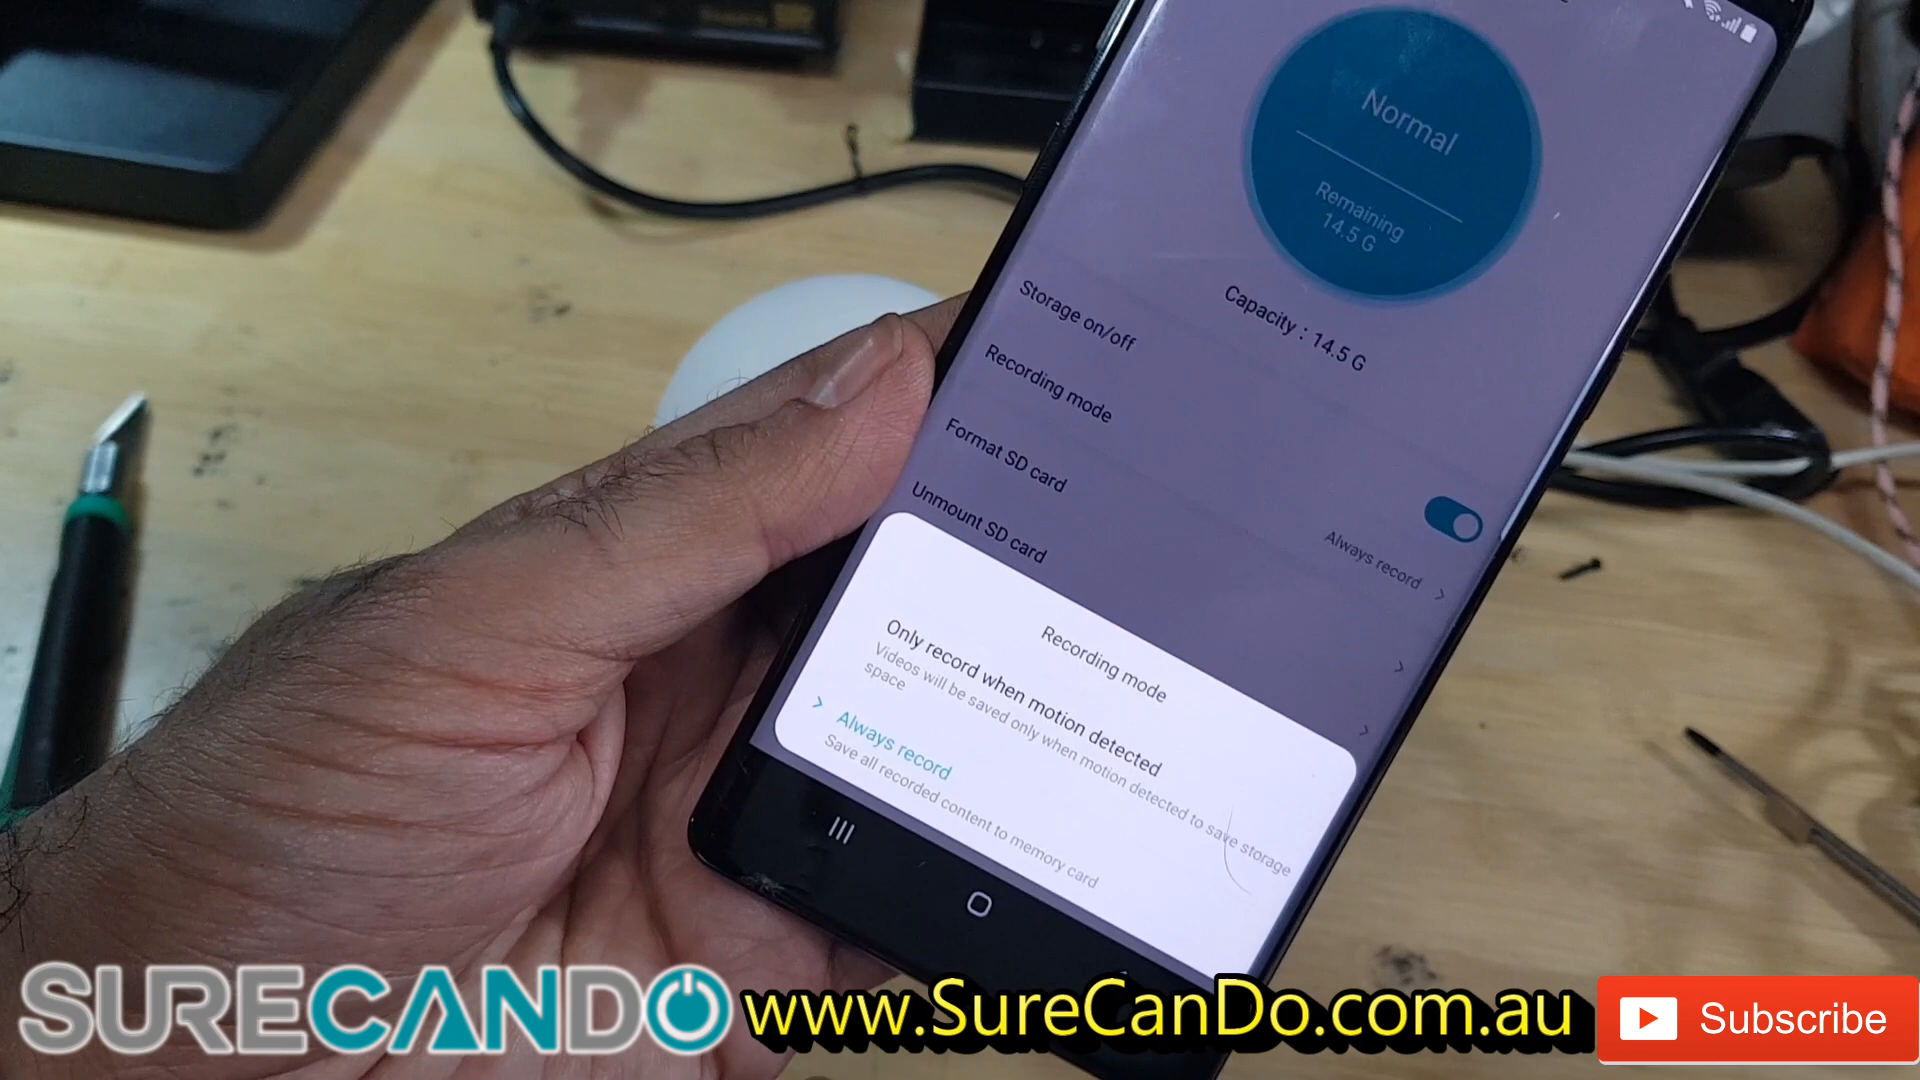 Normal
Remaining
14.5 G
Capacity : 14.5 G
Storage on/off
Recording mode
Always record
Format SD card
Unmount SD card
Recording mode
Only record when motion detected
Videos will be saved only when motion detected to save storage
space
Always record
Save all recorded content to memory card
SURECANDO
www.SureCanDo.com.au
Subscribe